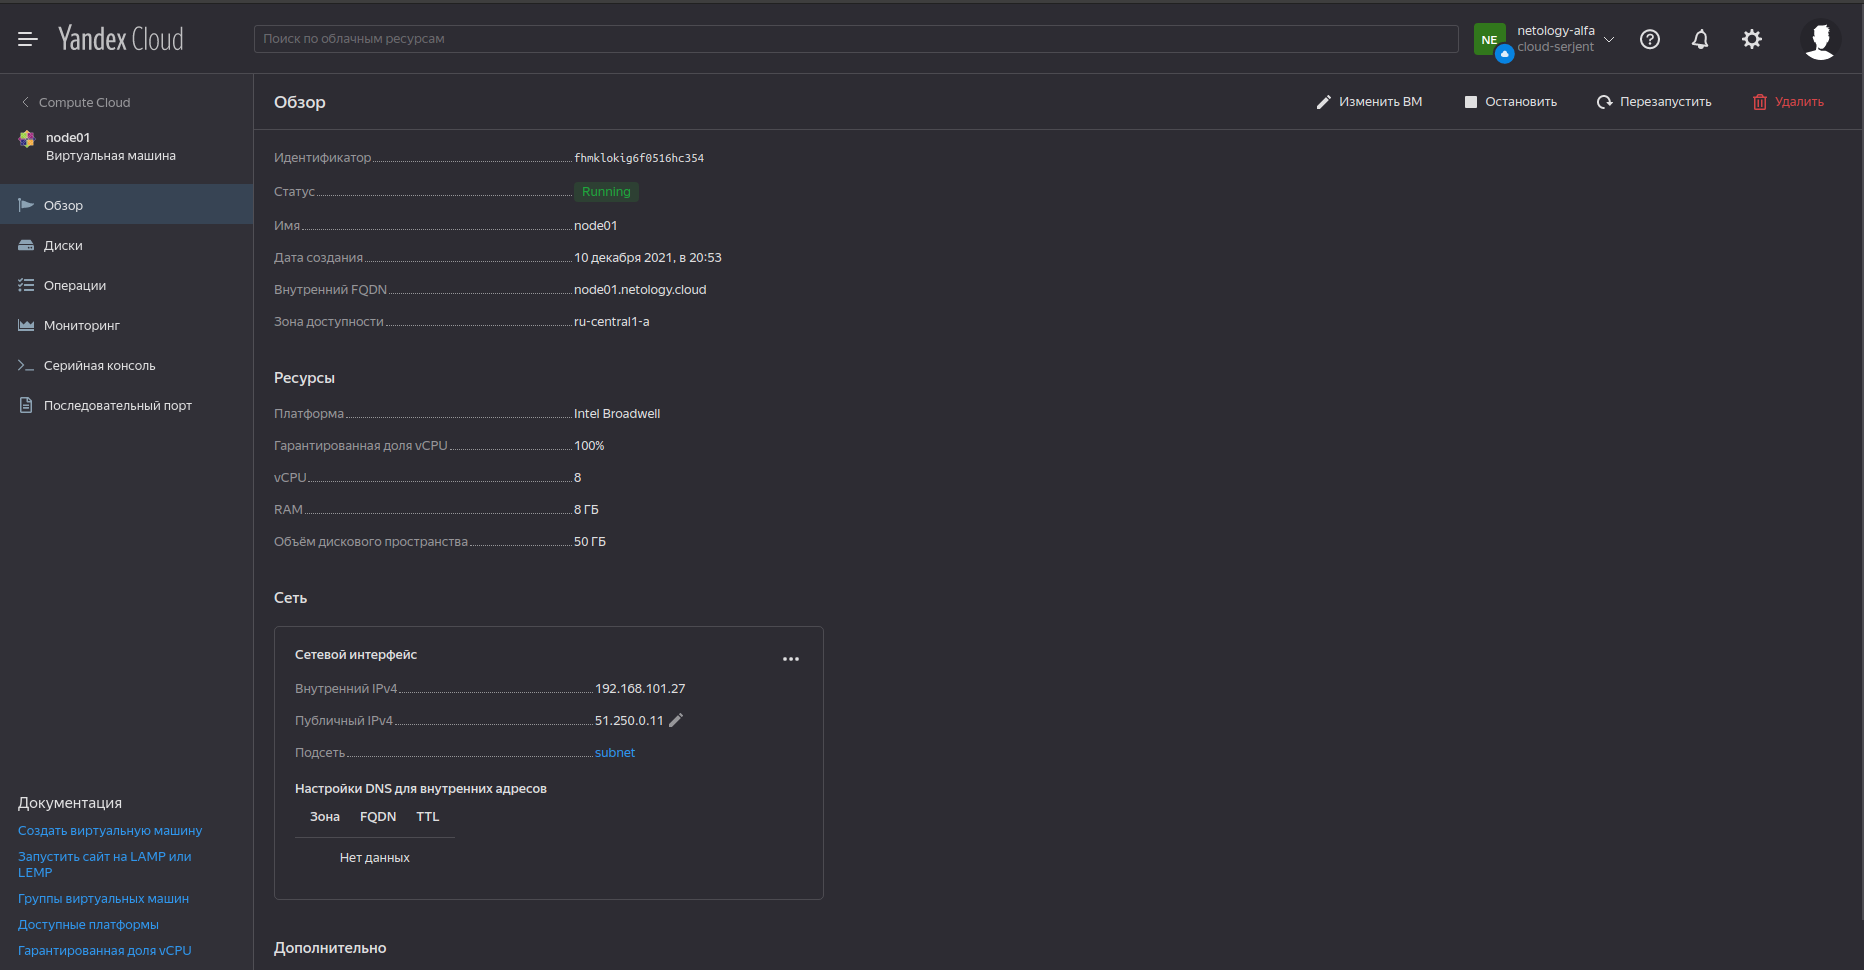 Yandex Cloud
Поиск по облачным ресурсам
NE
netology-alfa
cloud-serjent
Compute Cloud
node01
Виртуальная машина
Обзор
Диски
Операции
Мониторинг
Серийная консоль
Последовательный порт
Документация
Создать виртуальную машину
Запустить сайт на LAMP или
LEMP
Группы виртуальных машин
Доступные платформы
Гарантированная доля vCPU
Обзор
Изменить ВМ
Остановить
Перезапустить
Удалить
Идентификатор fhmklokig6f0516hc354
Статус Running
Имя node01
Дата создания 10 декабря 2021, в 20:53
Внутренний FQDN node01.netology.cloud
Зона доступности ru-central1-a
Ресурсы
Платформа Intel Broadwell
Гарантированная доля vCPU 100%
vCPU 8
RAM 8 ГБ
Объём дискового пространства 50 ГБ
Сеть
Сетевой интерфейс
Внутренний IPv4 192.168.101.27
Публичный IPv4 51.250.0.11
Подсеть subnet
Настройки DNS для внутренних адресов
Зона FQDN TTL
Нет данных
Дополнительно